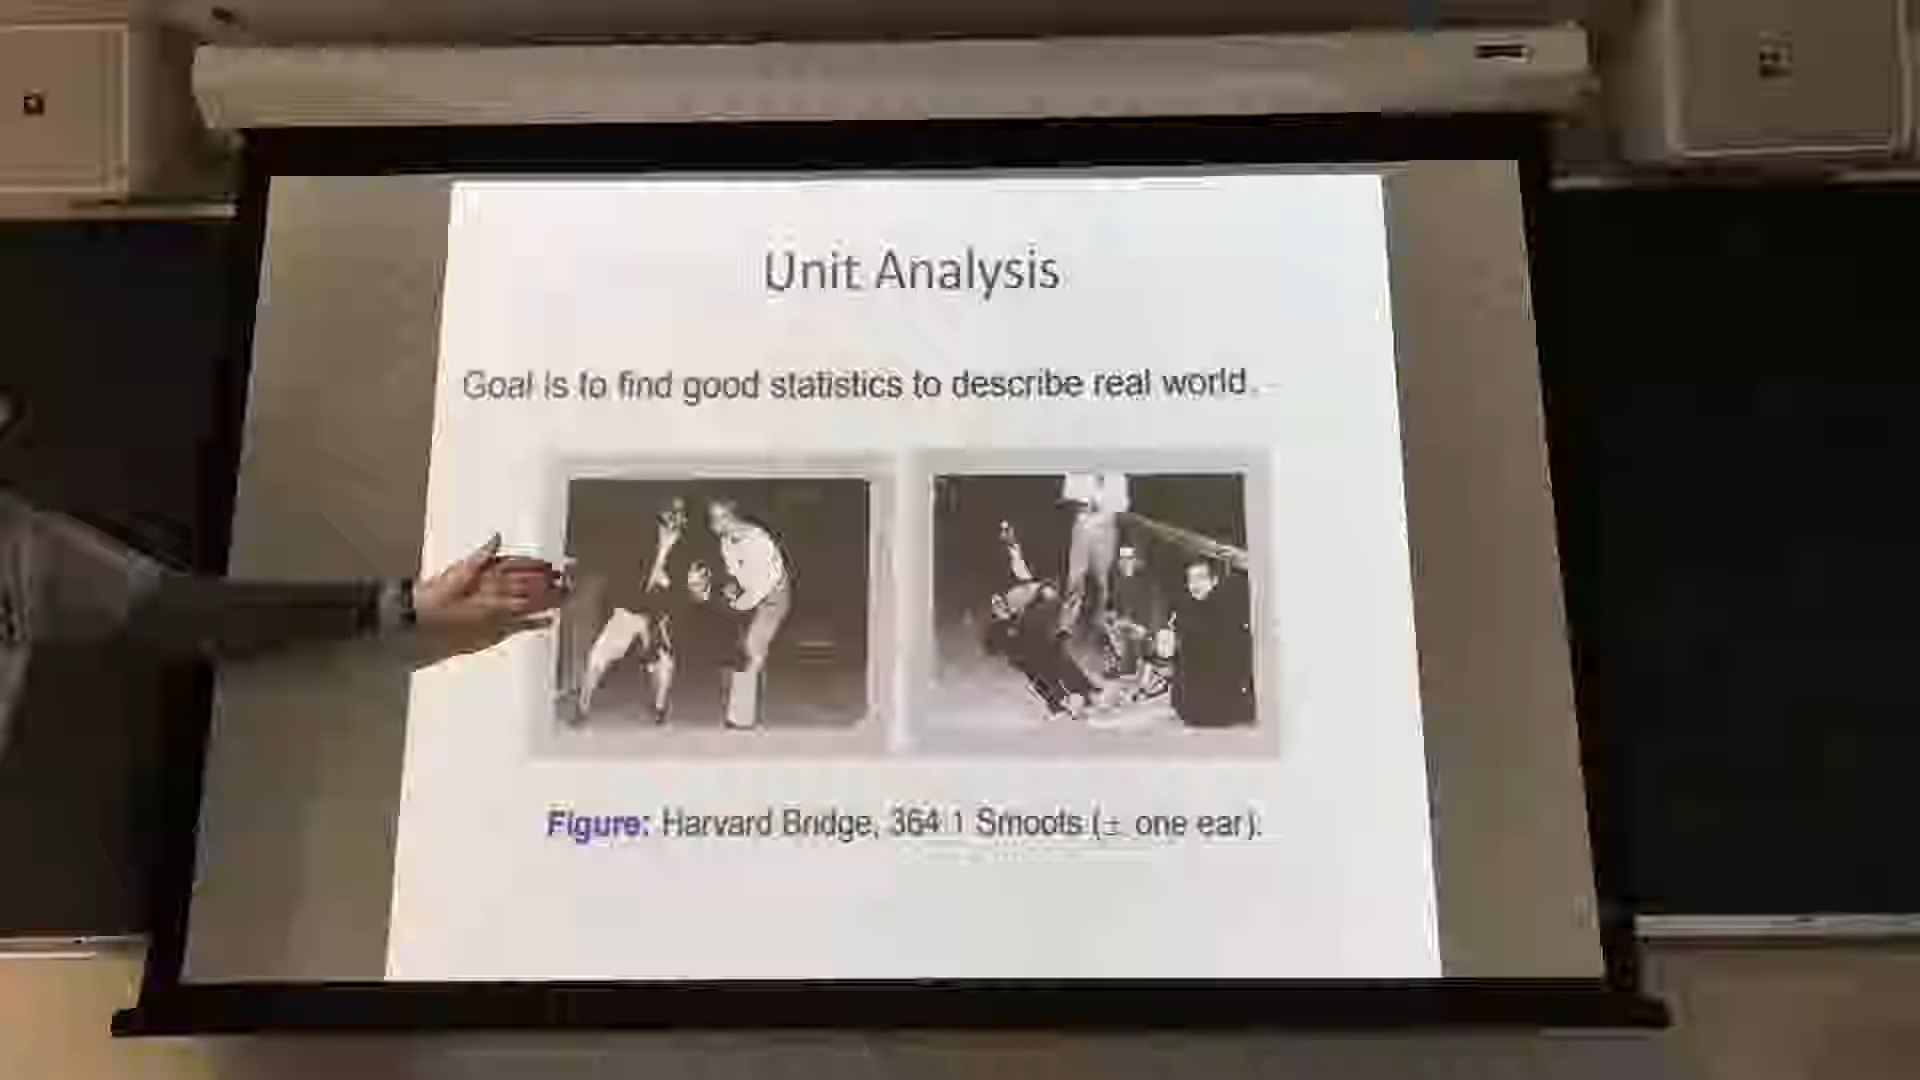 Unit Analysis
Goal is to find good statistics to describe real world.
Figure: Harvard Bridge, 364.1 Smoots (± one ear).